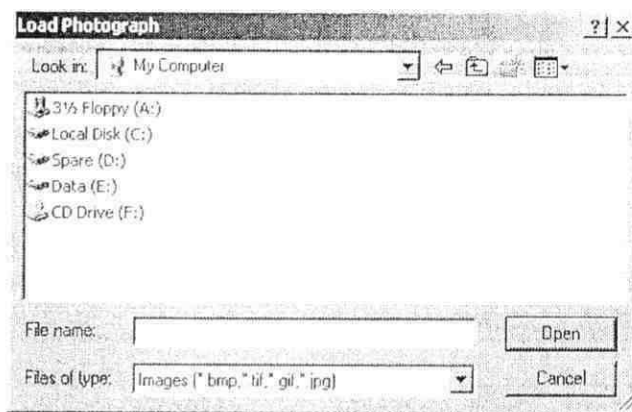 Load Photograph ? ×
Look in: My Computer
3½ Floppy (A:)
Local Disk (C:)
Spare (D:)
Data (E:)
CD Drive (F:)
File name: Open
Files of type: Images (*.bmp,*.tif,*.gif,*.jpg) Cancel